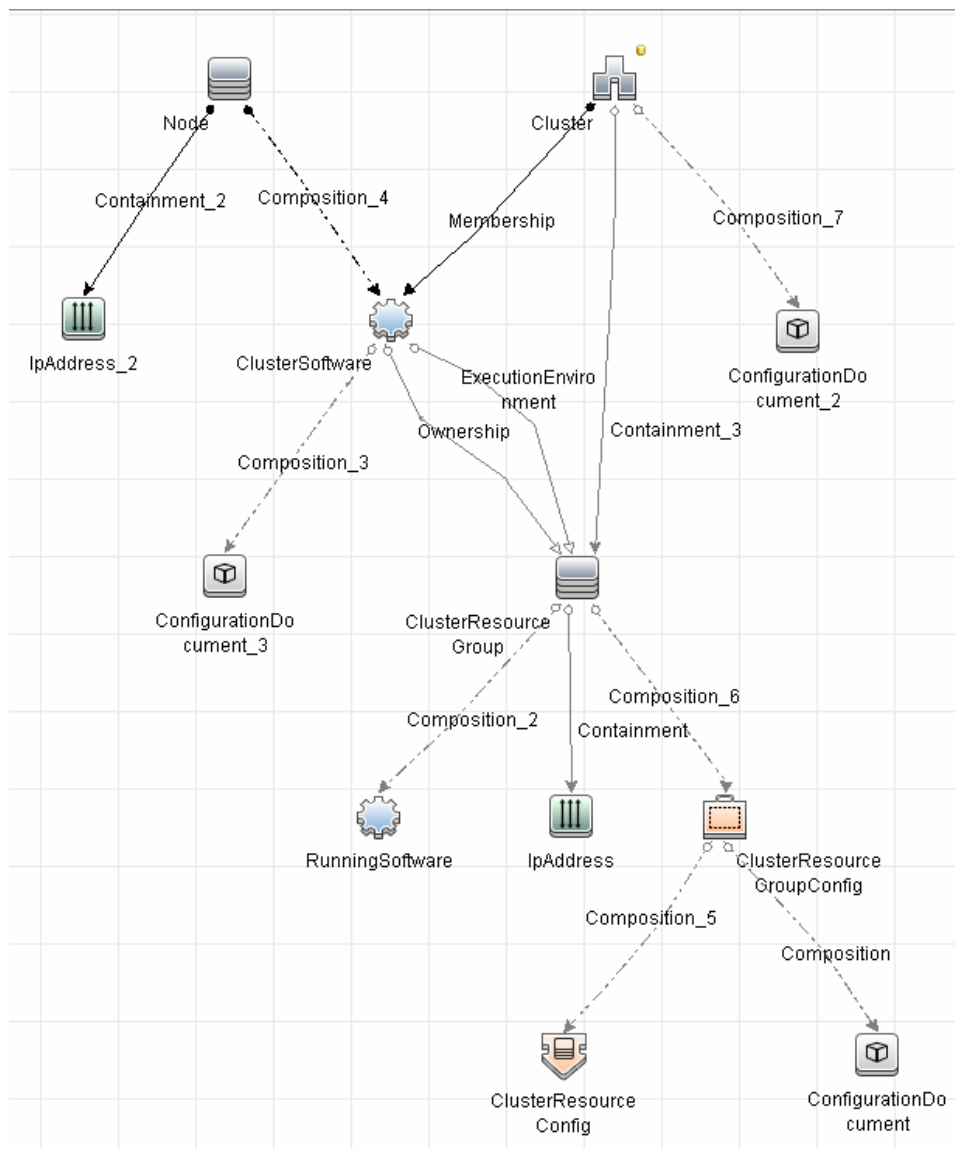 Node
Cluster
Containment_2
Composition_4
Membership
Composition_7
IpAddress_2
ClusterSoftware
ExecutionEnviro
nment
ConfigurationDo
cument_2
Ownership
Containment_3
Composition_3
ConfigurationDo
cument_3
ClusterResource
Group
Composition_2
Containment
Composition_6
RunningSoftware
IpAddress
ClusterResource
GroupConfig
Composition_5
Composition
ClusterResource
Config
ConfigurationDo
cument